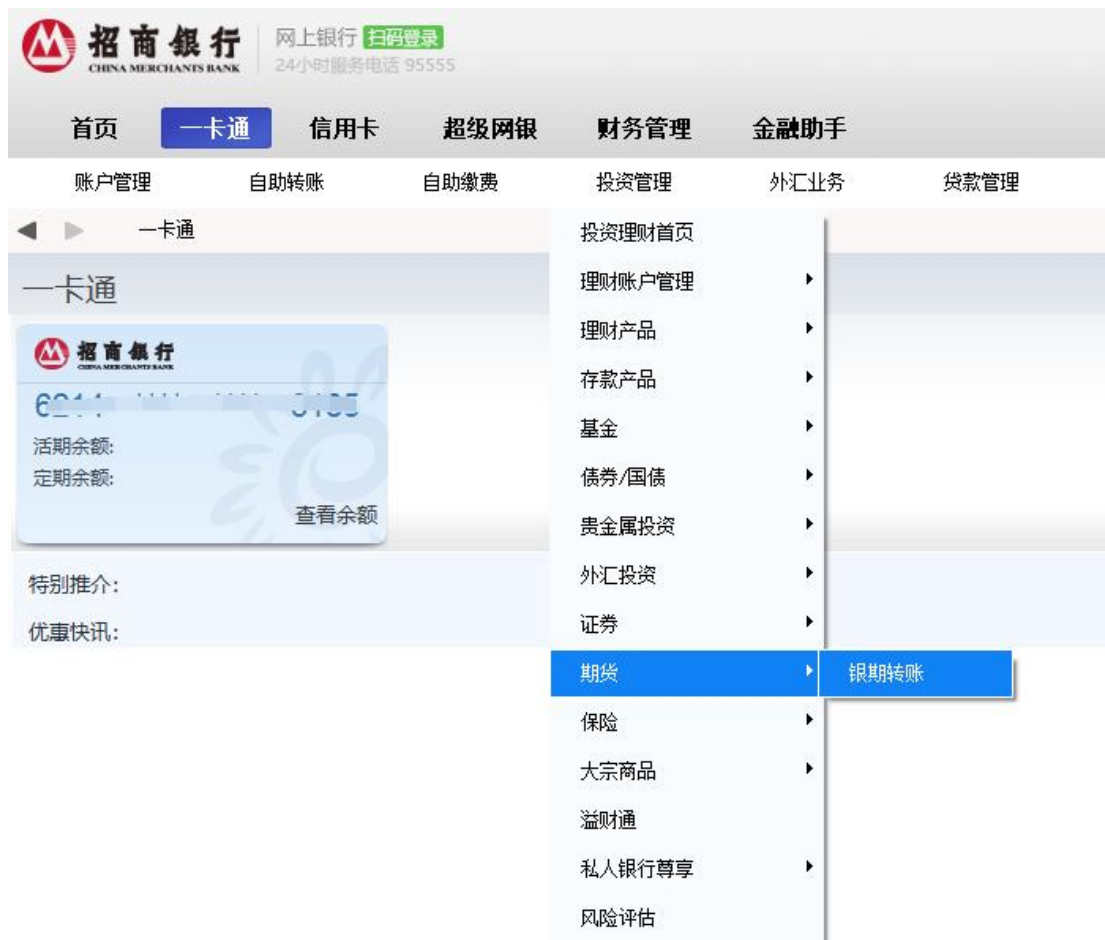 招商银行
CHINA MERCHANTS BANK
网上银行 扫码登录
24小时服务电话 95555
首页 一卡通 信用卡 超级网银 财务管理 金融助手
账户管理 自助转账 自助缴费 投资管理 外汇业务 贷款管理
一卡通
一卡通
招商银行
CHINA MERCHANTS BANK
活期余额:
定期余额:
查看余额
特别推介:
优惠快讯:
投资理财首页
理财账户管理
理财产品
存款产品
基金
债券/国债
贵金属投资
外汇投资
证券
期货 银期转账
保险
大宗商品
溢财通
私人银行尊享
风险评估